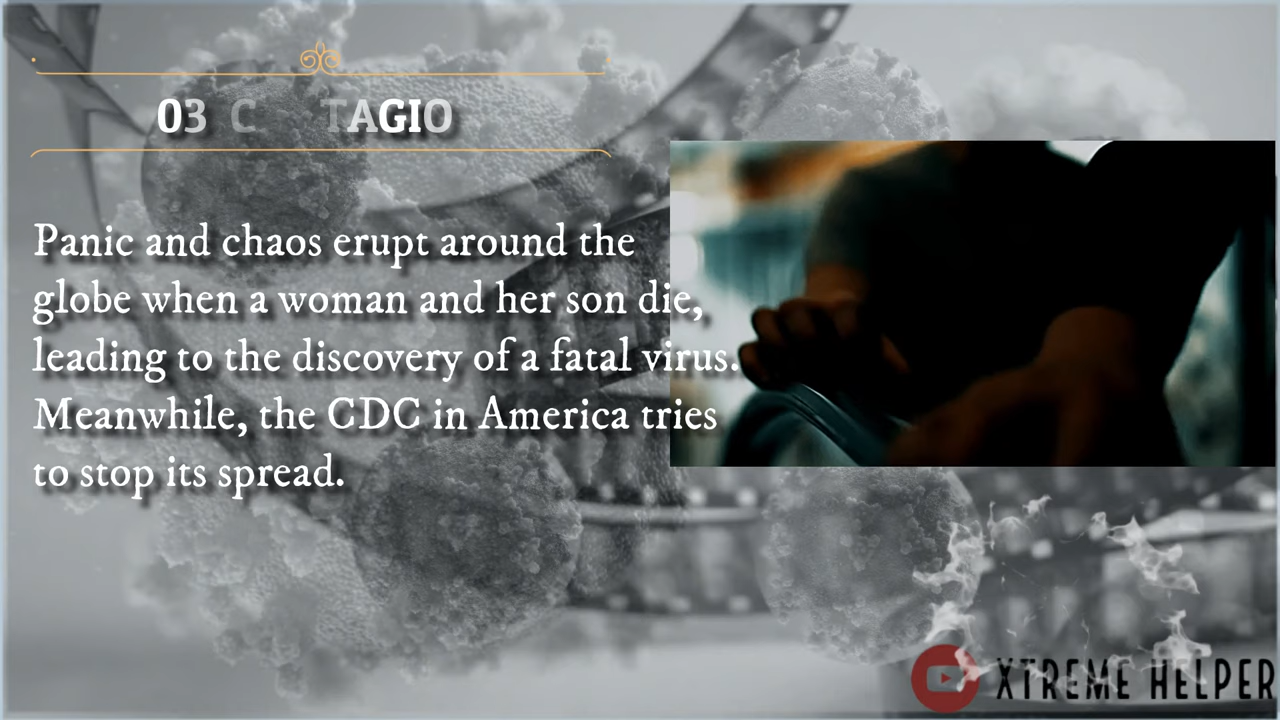 03 C TAGIO
Panic and chaos erupt around the
globe when a woman and her son die,
leading to the discovery of a fatal virus.
Meanwhile, the CDC in America tries
to stop its spread.
XTREME HELPER